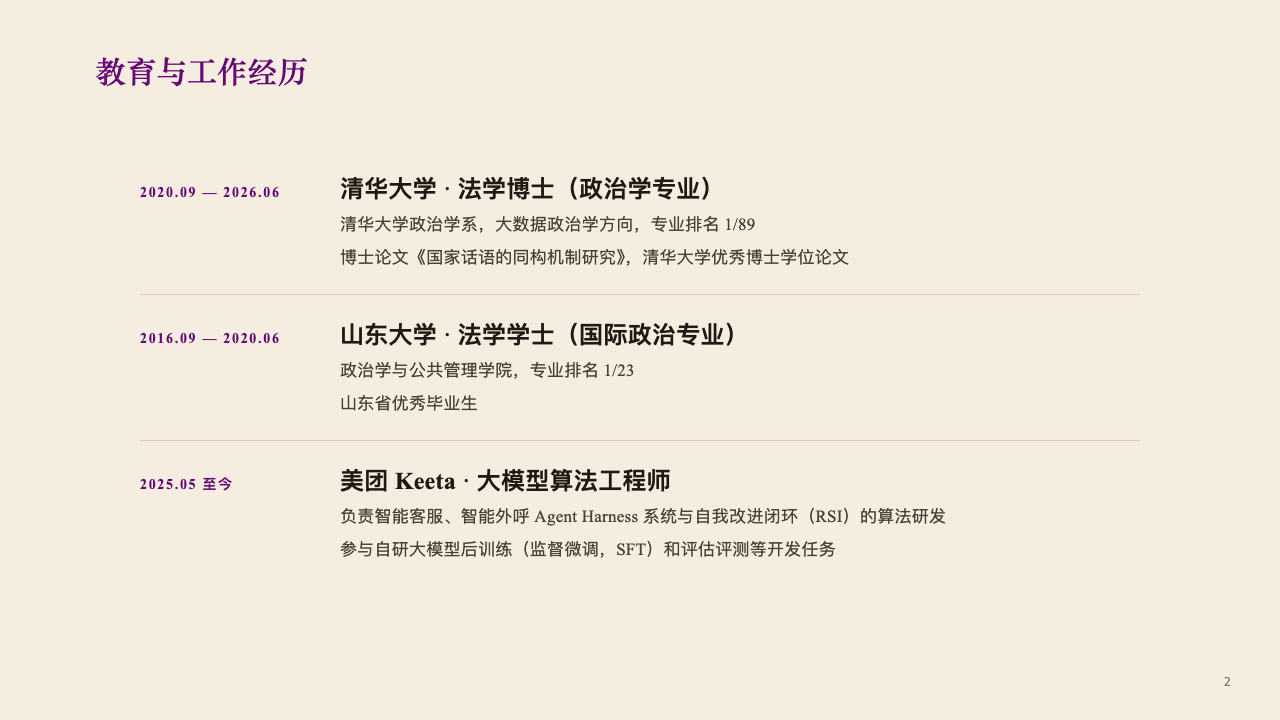 教育与工作经历
2020.09 — 2026.06
清华大学 · 法学博士（政治学专业）
清华大学政治学系，大数据政治学方向，专业排名 1/89
博士论文《国家话语的同构机制研究》，清华大学优秀博士学位论文
2016.09 — 2020.06
山东大学 · 法学学士（国际政治专业）
政治学与公共管理学院，专业排名 1/23
山东省优秀毕业生
2025.05 至今
美团 Keeta · 大模型算法工程师
负责智能客服、智能外呼 Agent Harness 系统与自我改进闭环（RSI）的算法研发
参与自研大模型后训练（监督微调，SFT）和评估评测等开发任务
2